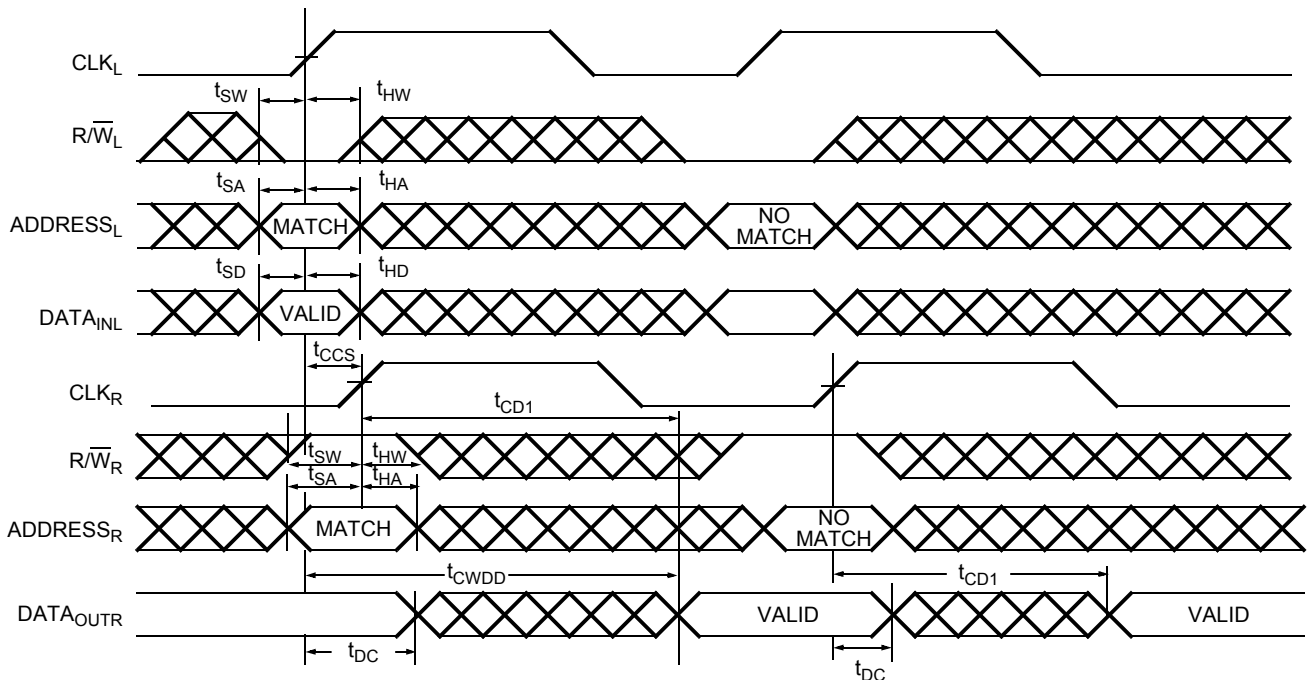 CLKL
tSW tHW
R/W̅L
tSA tHA
ADDRESSL MATCH NO
MATCH
tSD tHD
DATAINL VALID
tCCS
CLKR
tCD1
R/W̅R tSW tHW
tSA tHA
ADDRESSR MATCH NO
MATCH
tCWDD tCD1
DATAOUTR VALID VALID
tDC tDC